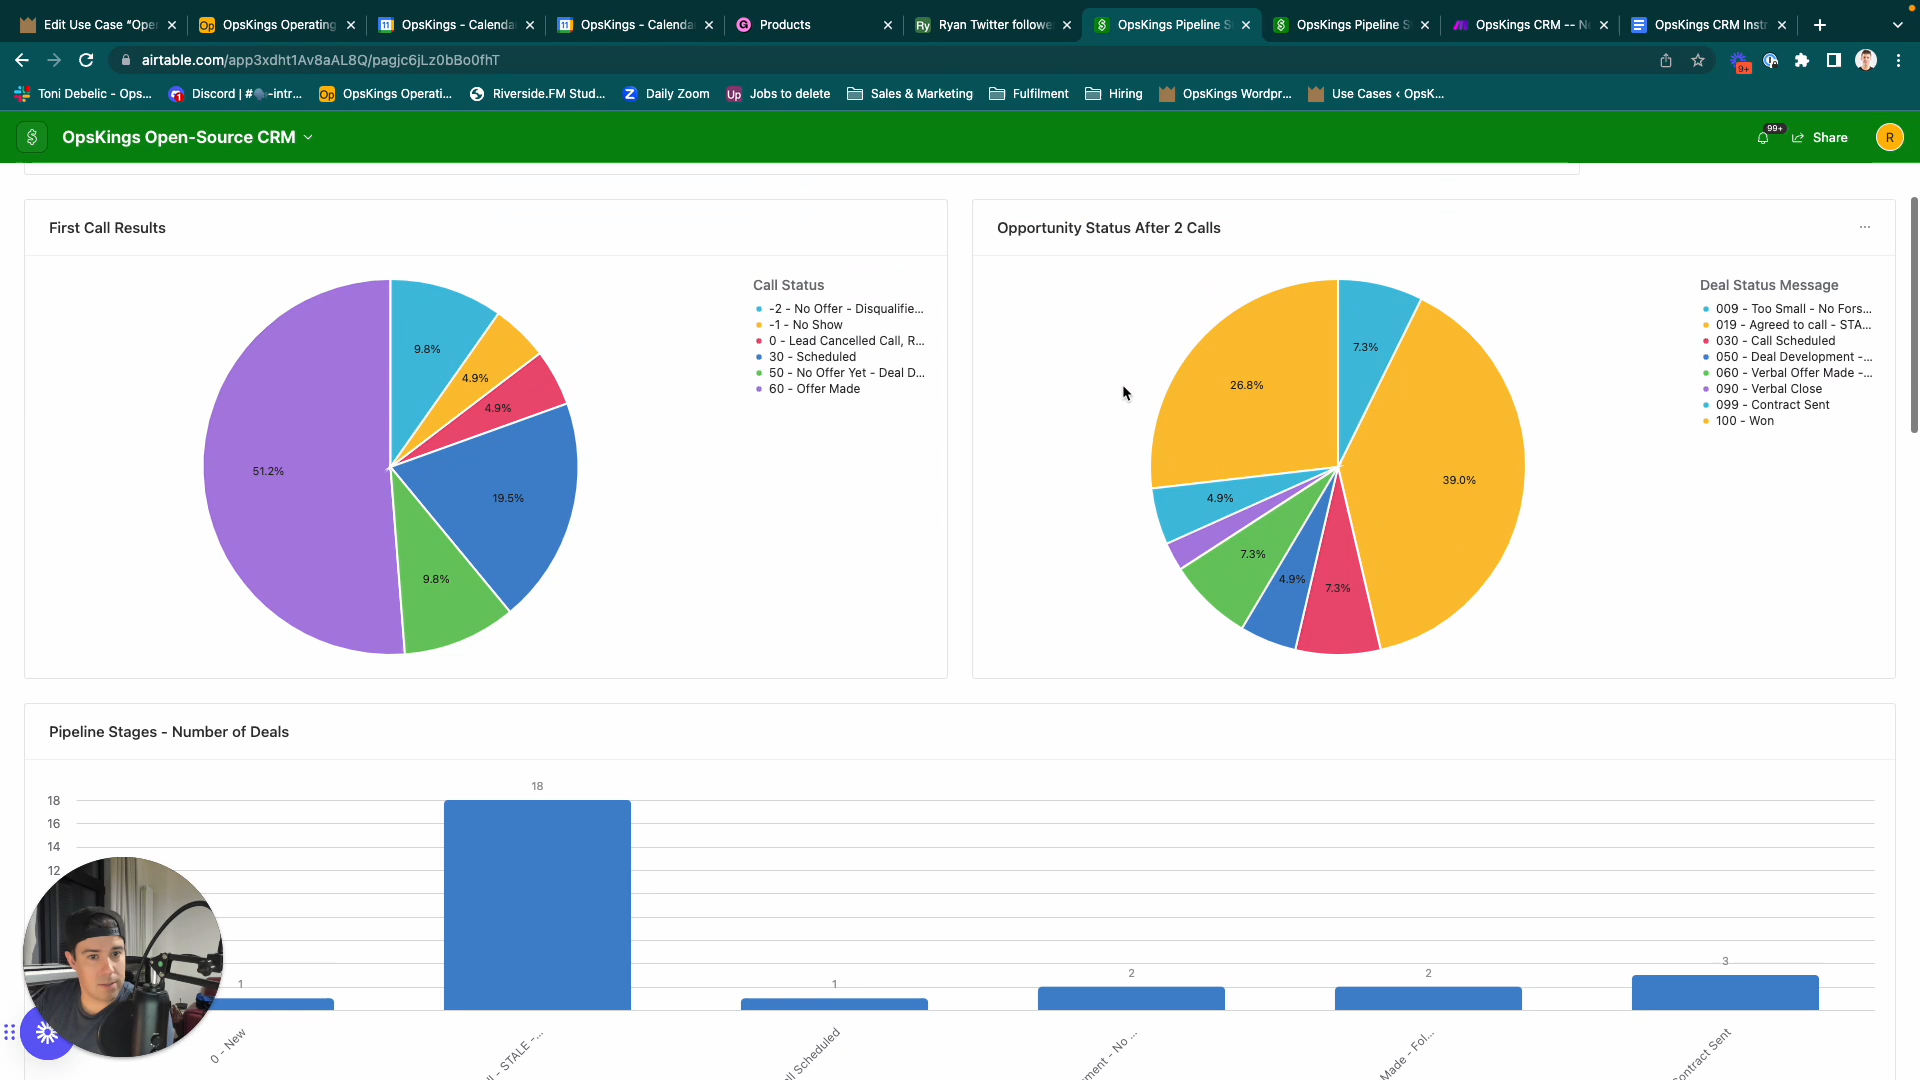 Edit Use Case “Ope
OpsKings Operating
OpsKings - Calenda
OpsKings - Calenda
Products
Ryan Twitter followe
OpsKings Pipeline S
OpsKings Pipeline S
OpsKings CRM -- N
OpsKings CRM Instr
airtable.com/app3xdht1Av8aAL8Q/pagjc6jLz0bBo0fhT
9+
Toni Debelic - Ops...
Discord | #🗣️-intr...
OpsKings Operati...
Riverside.FM Stud...
Daily Zoom
Jobs to delete
Sales & Marketing
Fulfilment
Hiring
OpsKings Wordpr...
Use Cases ‹ OpsK...
OpsKings Open-Source CRM
99+
Share
R
First Call Results
Call Status
-2 - No Offer - Disqualifie...
-1 - No Show
0 - Lead Cancelled Call, R...
30 - Scheduled
50 - No Offer Yet - Deal D...
60 - Offer Made
9.8%
4.9%
4.9%
51.2%
19.5%
9.8%
Opportunity Status After 2 Calls
Deal Status Message
009 - Too Small - No Fors...
019 - Agreed to call - STA...
030 - Call Scheduled
050 - Deal Development -...
060 - Verbal Offer Made -...
090 - Verbal Close
099 - Contract Sent
100 - Won
7.3%
26.8%
39.0%
4.9%
7.3%
4.9%
7.3%
Pipeline Stages - Number of Deals
18
16
14
12
1
18
1
2
2
3
0 - New
l - STALE -...
ll Scheduled
ment - No ...
Made - Fol...
ontract Sent